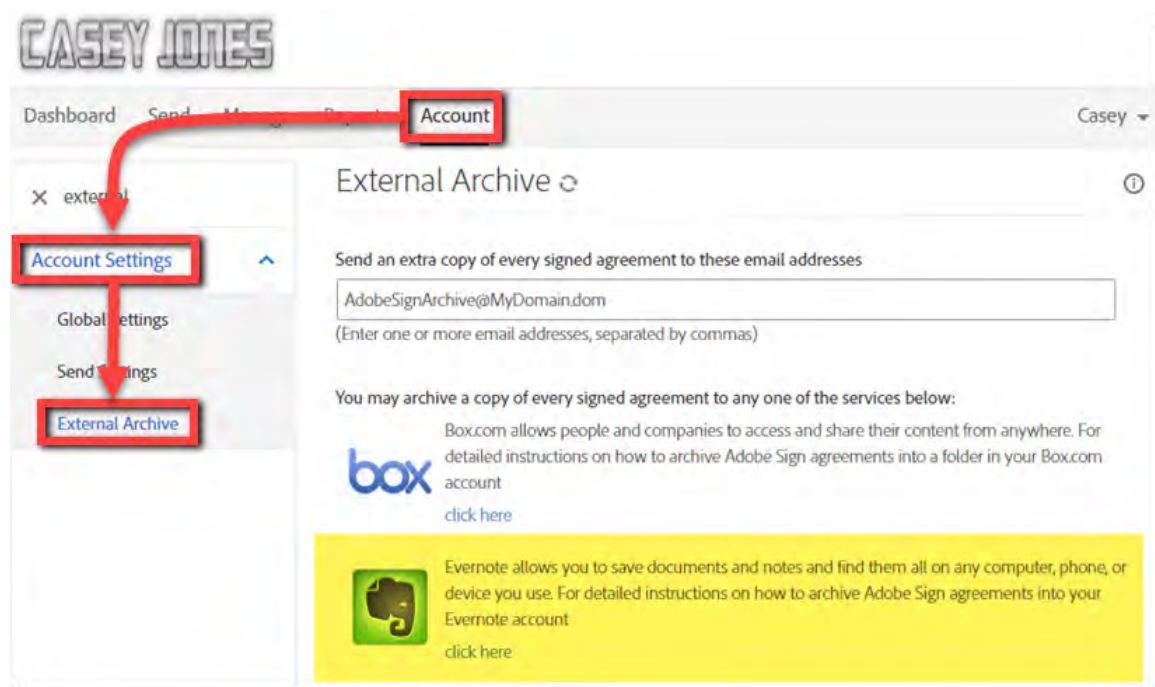 CASEY JONES
Dashboard Send Account Casey
external
External Archive
Account Settings
Send an extra copy of every signed agreement to these email addresses
AdobeSignArchive@MyDomain.dom
Global Settings
(Enter one or more email addresses, separated by commas)
Send Settings
You may archive a copy of every signed agreement to any one of the services below:
External Archive
Box.com allows people and companies to access and share their content from anywhere. For
detailed instructions on how to archive Adobe Sign agreements into a folder in your Box.com
box
account
click here
Evernote allows you to save documents and notes and find them all on any computer, phone, or
device you use. For detailed instructions on how to archive Adobe Sign agreements into your
Evernote account
click here